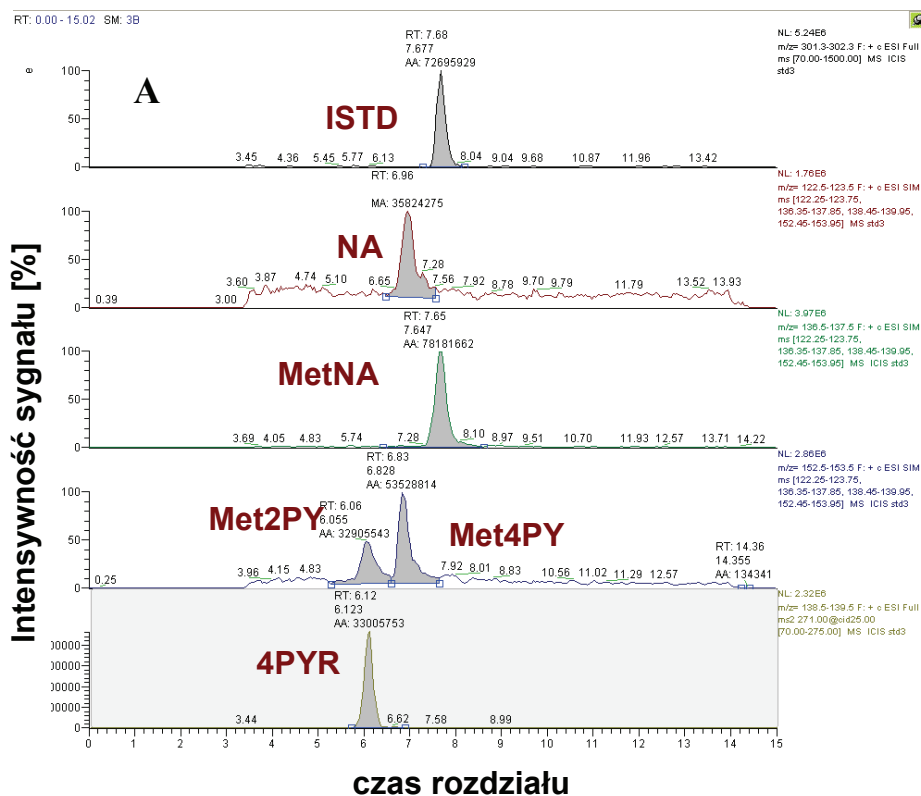 RT: 0.00 - 15.02 SM: 3B
A
Intensywność sygnału [%]
RT: 7.68
7.677
AA: 72695929
ISTD
100
50
0
3.45 4.36 5.45 5.77 6.13 8.04 9.04 9.68 10.87 11.96 13.42
NL: 5.24E6
m/z= 301.3-302.3 F: + c ESI Full
ms [70.00-1500.00] MS ICIS
std3
RT: 6.96
MA: 35824275
NA
100
50
0
0.39 3.00 3.60 3.87 4.74 5.10 6.65 7.28 7.56 7.92 8.78 9.70 9.79 11.79 13.52 13.93
NL: 1.76E6
m/z= 122.5-123.5 F: + c ESI SIM
ms [122.25-123.75,
136.35-137.85, 138.45-139.95,
152.45-153.95] MS std3
RT: 7.65
7.647
AA: 78181662
MetNA
100
50
0
3.69 4.05 4.83 5.74 7.28 8.10 8.97 9.51 10.70 11.93 12.57 13.71 14.22
NL: 3.97E6
m/z= 136.5-137.5 F: + c ESI SIM
ms [122.25-123.75,
136.35-137.85, 138.45-139.95,
152.45-153.95] MS ICIS std3
RT: 6.83
6.828
AA: 53528814
RT: 6.06
6.055
AA: 32905543
Met2PY
Met4PY
RT: 14.36
14.355
AA: 134341
100
50
0
0.25 3.96 4.15 4.83 7.92 8.01 8.83 10.56 11.02 11.29 12.57
NL: 2.86E6
m/z= 152.5-153.5 F: + c ESI SIM
ms [122.25-123.75,
136.35-137.85, 138.45-139.95,
152.45-153.95] MS ICIS std3
RT: 6.12
6.123
AA: 33005753
4PYR
00000
00000
00000
00000
0
3.44 6.62 7.58 8.99
NL: 2.32E6
m/z= 138.5-139.5 F: + c ESI Full
ms2 271.00@cid25.00
[70.00-275.00] MS ICIS std3
0 1 2 3 4 5 6 7 8 9 10 11 12 13 14 15
czas rozdziału